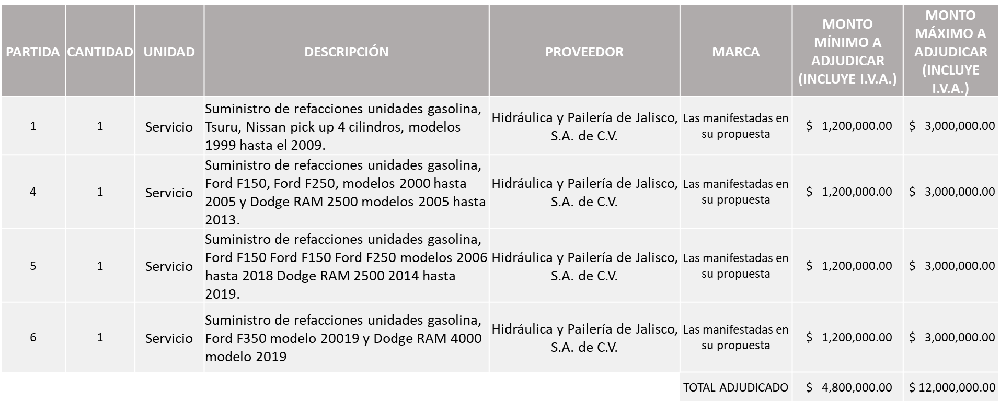 PARTIDA CANTIDAD UNIDAD DESCRIPCIÓN PROVEEDOR MARCA
MONTO
MÍNIMO A
ADJUDICAR
(INCLUYE I.V.A.)
MONTO
MÁXIMO A
ADJUDICAR
(INCLUYE
I.V.A.)
1
1
Servicio
Suministro de refacciones unidades gasolina,
Tsuru, Nissan pick up 4 cilindros, modelos
1999 hasta el 2009.
Hidráulica y Pailería de Jalisco,
S.A. de C.V.
Las manifestadas en
su propuesta
$ 1,200,000.00
$ 3,000,000.00
4
1
Servicio
Suministro de refacciones unidades gasolina,
Ford F150, Ford F250, modelos 2000 hasta
2005 y Dodge RAM 2500 modelos 2005 hasta
2013.
Hidráulica y Pailería de Jalisco,
S.A. de C.V.
Las manifestadas en
su propuesta
$ 1,200,000.00
$ 3,000,000.00
5
1
Servicio
Suministro de refacciones unidades gasolina,
Ford F150 Ford F150 Ford F250 modelos 2006
hasta 2018 Dodge RAM 2500 2014 hasta
2019.
Hidráulica y Pailería de Jalisco,
S.A. de C.V.
Las manifestadas en
su propuesta
$ 1,200,000.00
$ 3,000,000.00
6
1
Servicio
Suministro de refacciones unidades gasolina,
Ford F350 modelo 20019 y Dodge RAM 4000
modelo 2019
Hidráulica y Pailería de Jalisco,
S.A. de C.V.
Las manifestadas en
su propuesta
$ 1,200,000.00
$ 3,000,000.00
TOTAL ADJUDICADO $ 4,800,000.00 $ 12,000,000.00